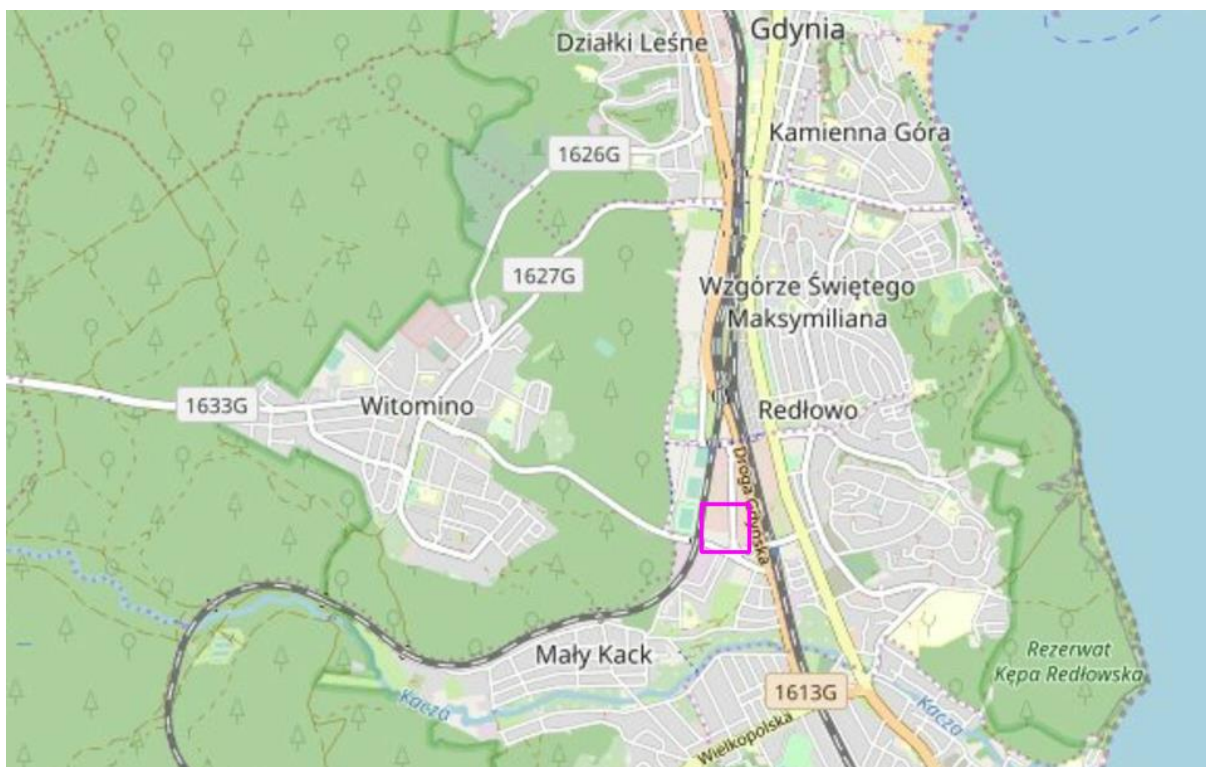 Gdynia
Działki Leśne
Kamienna Góra
1626G
1627G
Wzgórze Świętego
Maksymiliana
1633G
Witomino
Redłowo
Droga Gdyńska
Mały Kack
Rezerwat
Kępa Redłowska
1613G
Kacza
Kacza
Wielkopolska